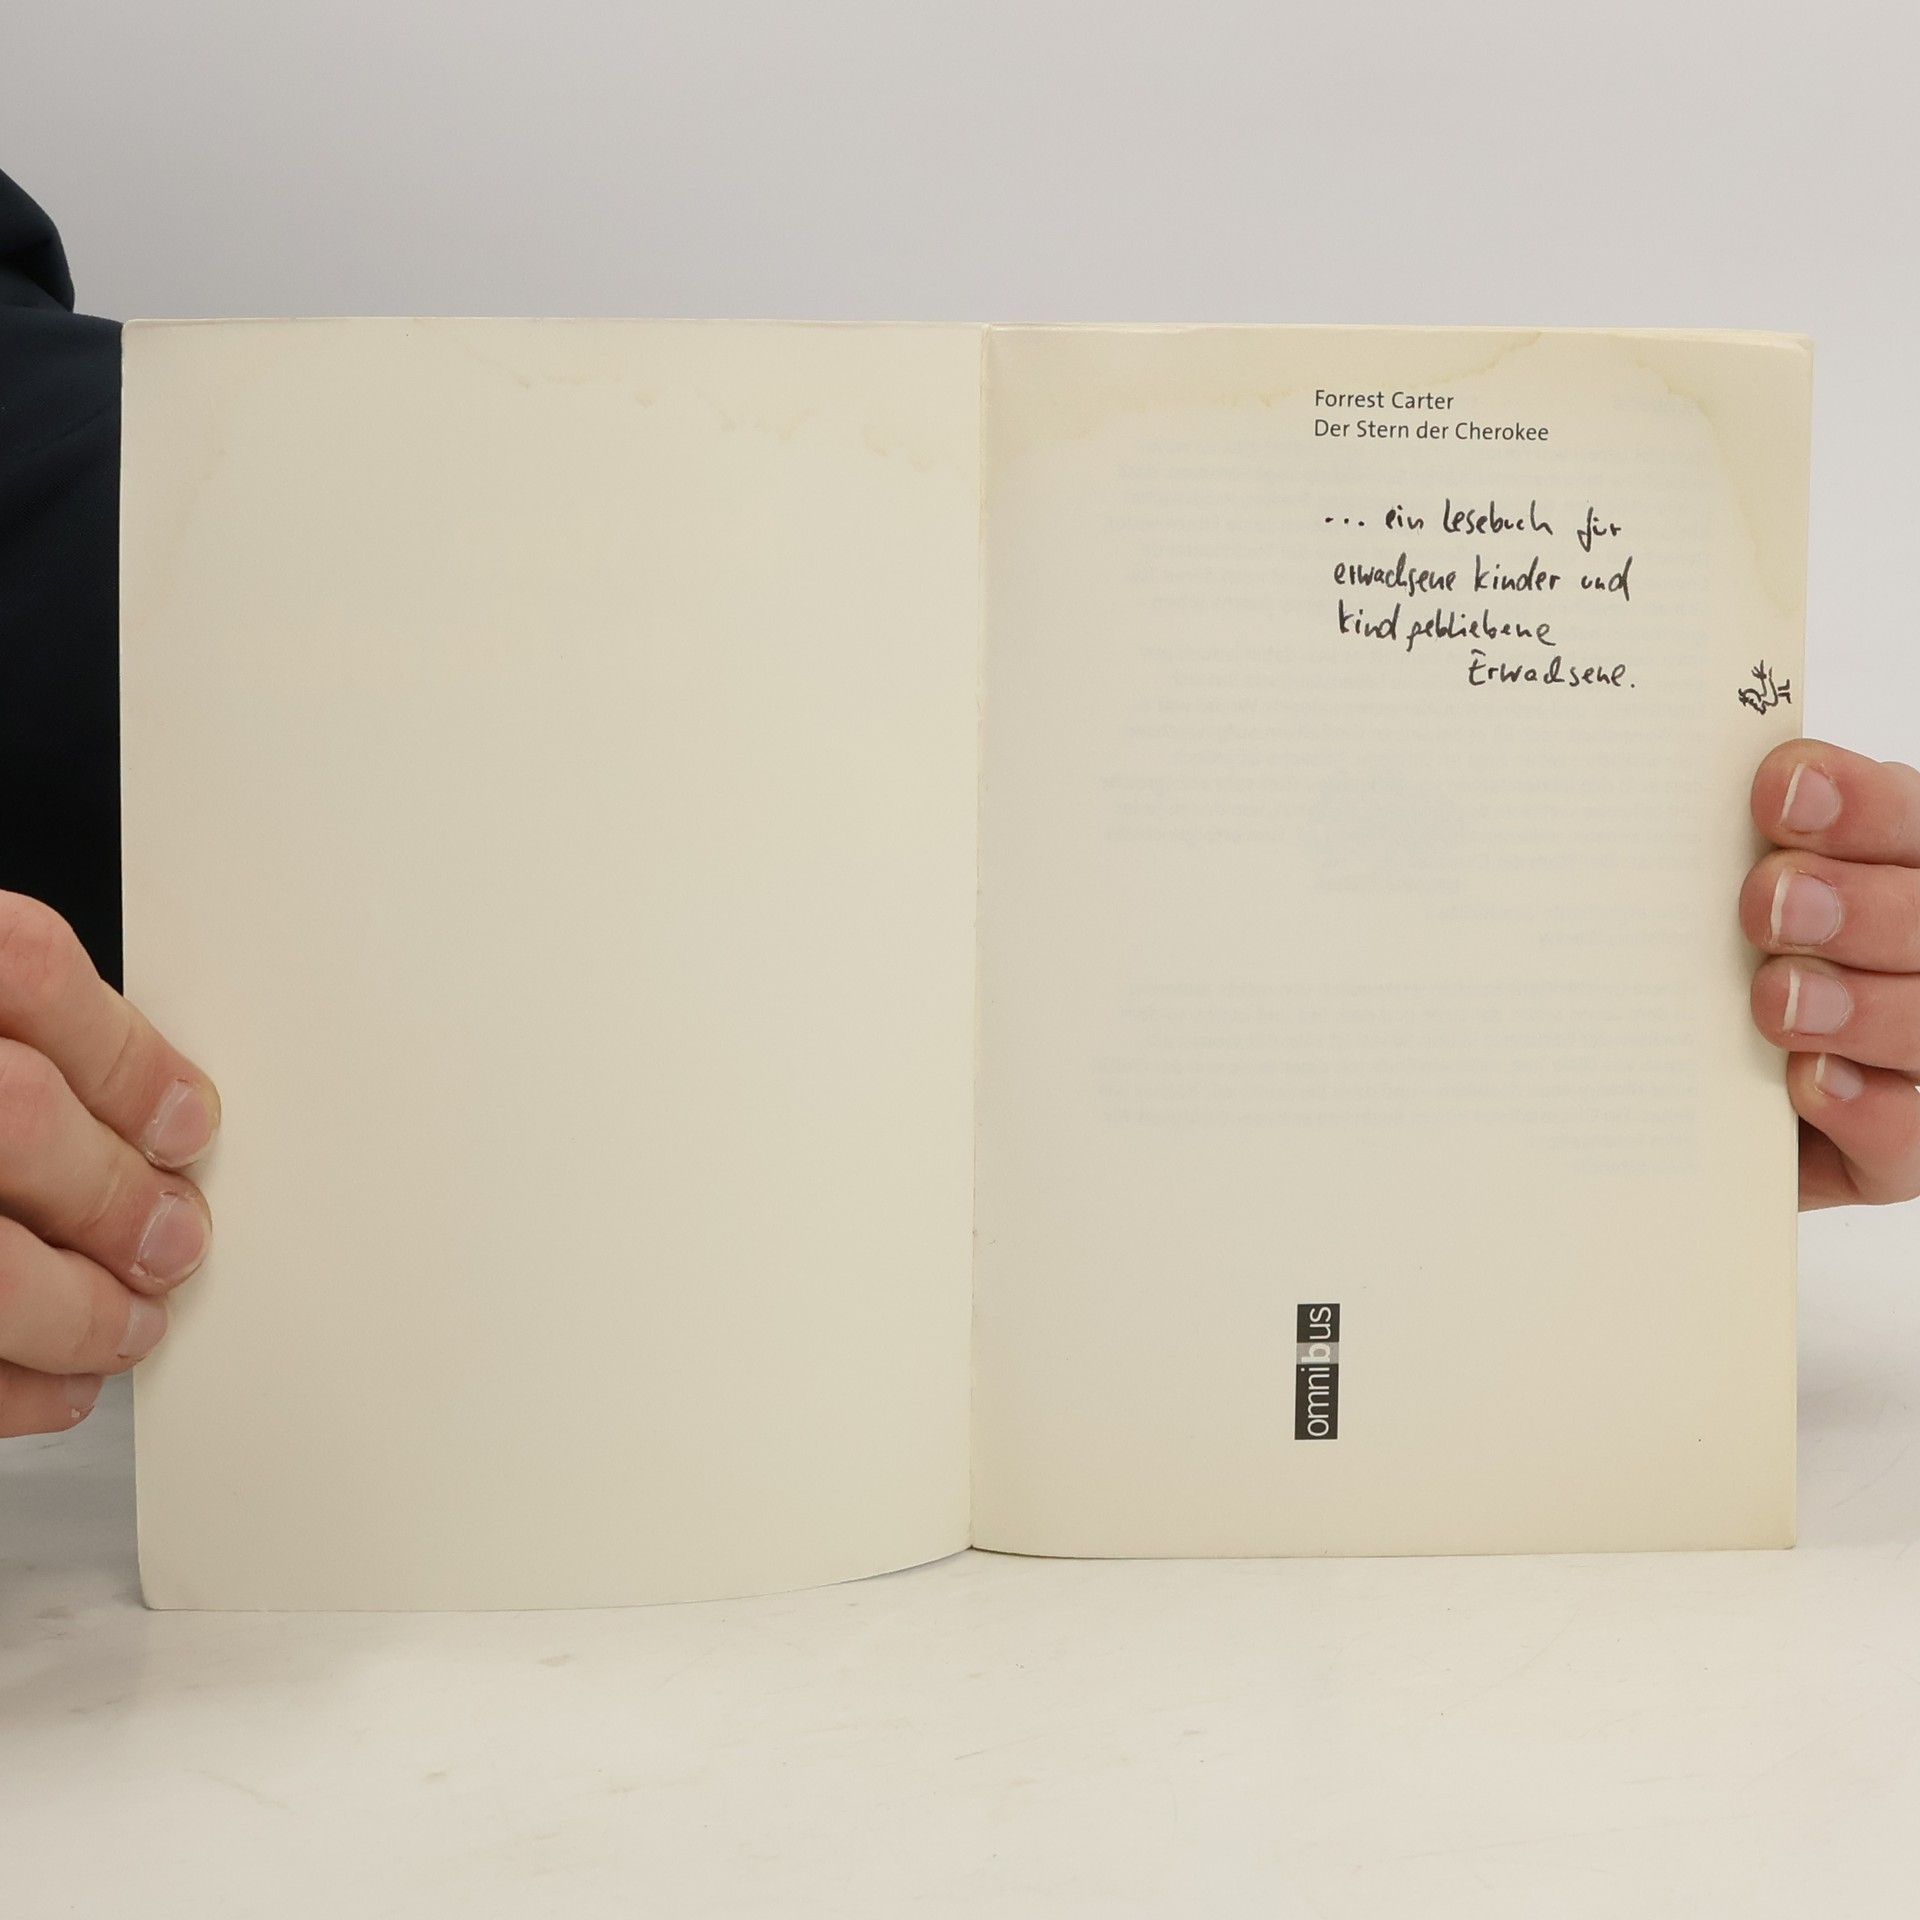 Forrest Carter
Der Stern der Cherokee
... ein Lesebuch für
erwachsene Kinder und
Kind gebliebene
Erwachsene.
omnibus